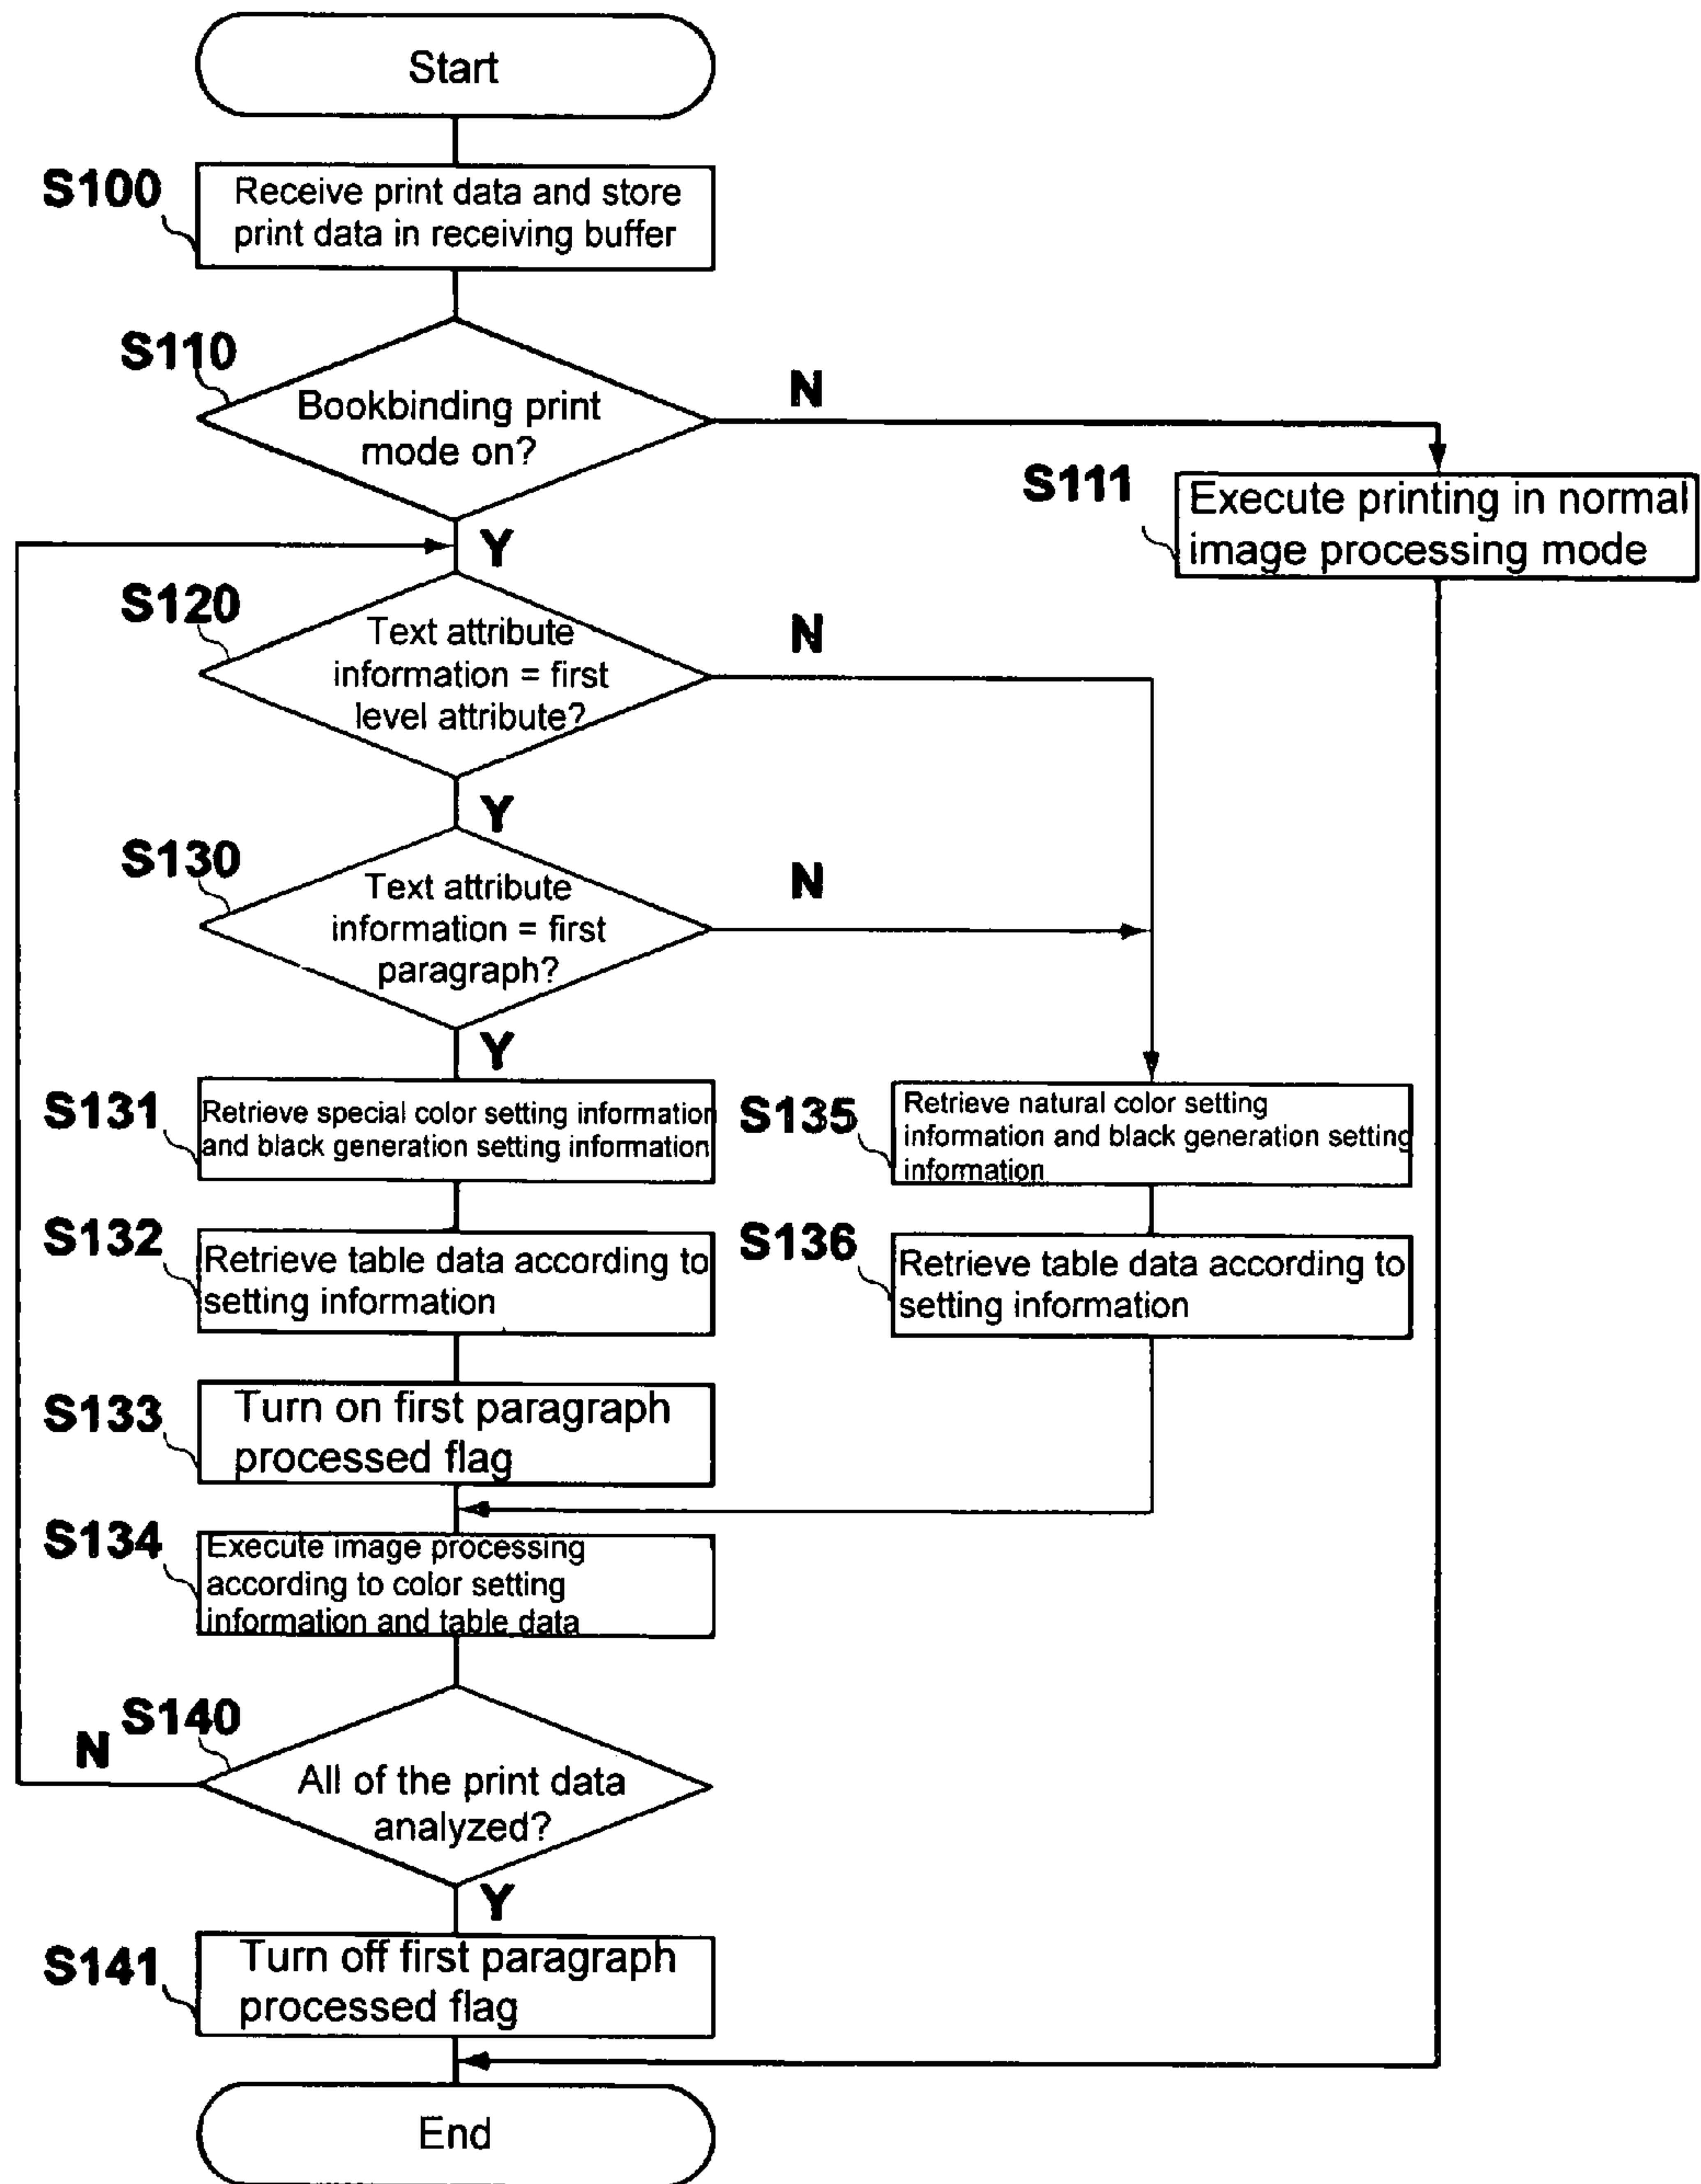 Start
S100
Receive print data and store
print data in receiving buffer
S110
Bookbinding print
mode on?
N
Y
S111
Execute printing in normal
image processing mode
S120
Text attribute
information = first
level attribute?
N
Y
S130
Text attribute
information = first
paragraph?
N
Y
S131
Retrieve special color setting information
and black generation setting information
S135
Retrieve natural color setting
information and black generation setting
information
S132
Retrieve table data according to
setting information
S136
Retrieve table data according to
setting information
S133
Turn on first paragraph
processed flag
S134
Execute image processing
according to color setting
information and table data
S140
N
All of the print data
analyzed?
Y
S141
Turn off first paragraph
processed flag
End